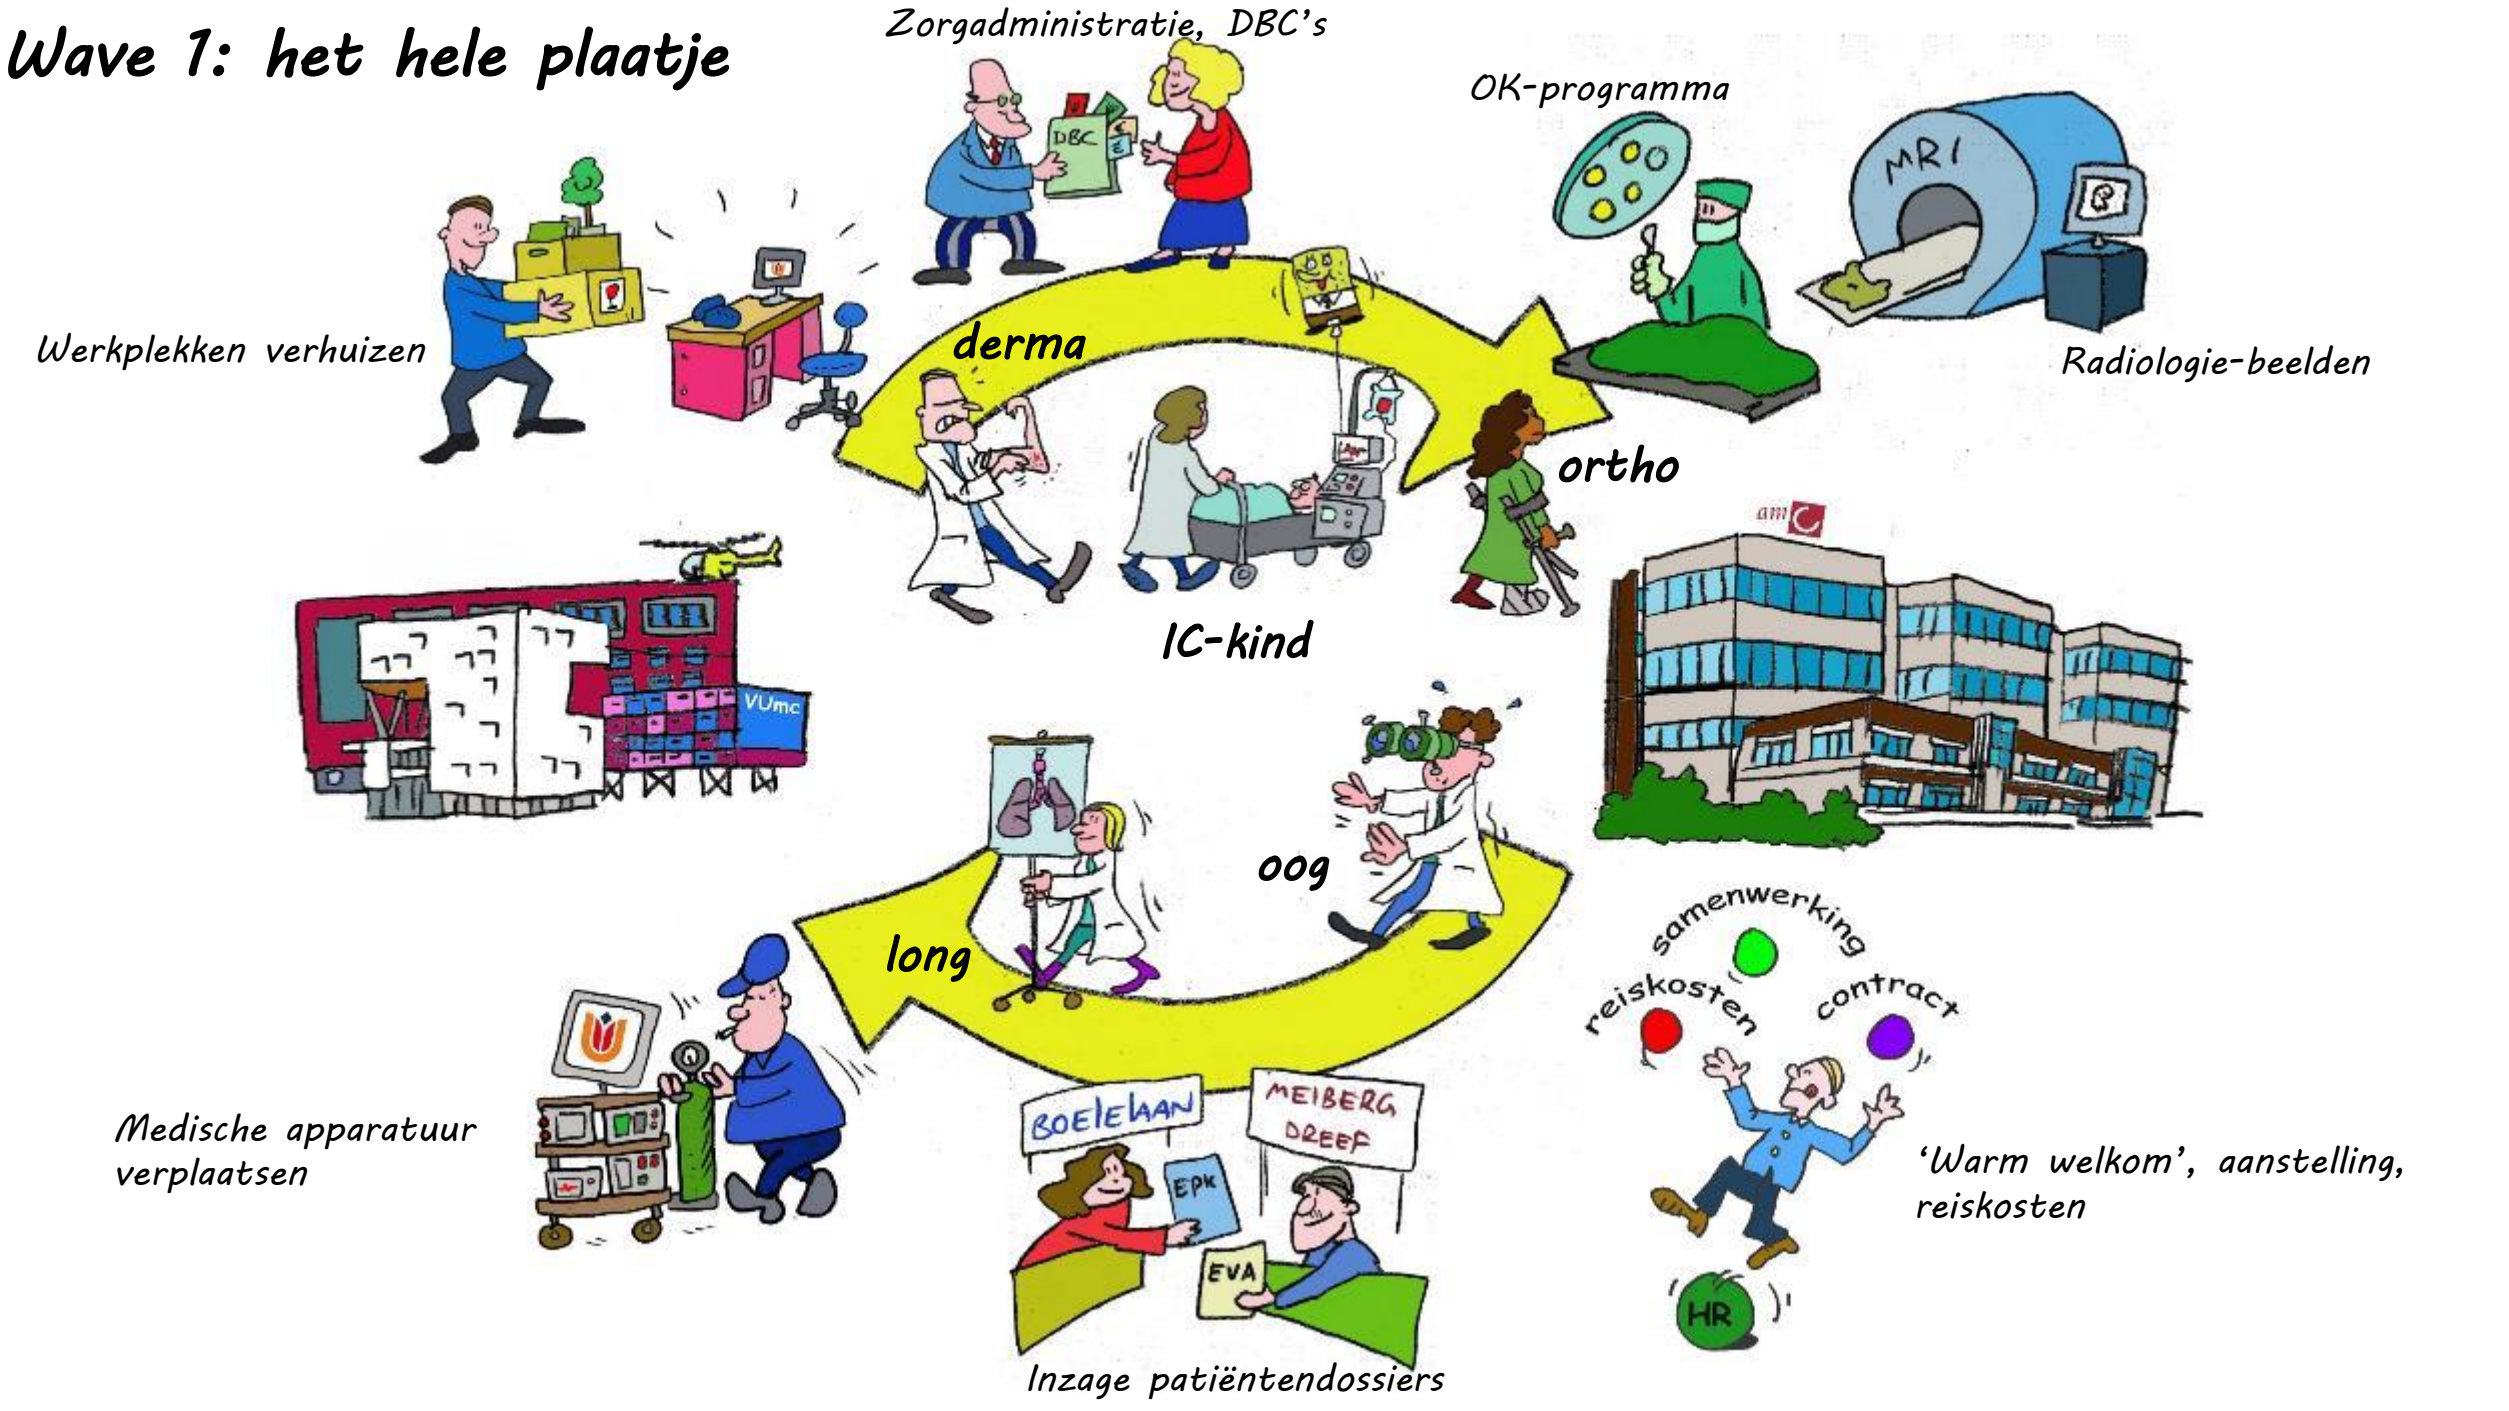 Wave 1: het hele plaatje
Zorgadministratie, DBC's
DBC
OK-programma
MRI
Werkplekken verhuizen
Radiologie-beelden
derma
ortho
IC-kind
amc
VUmc
oog
long
samenwerking
reiskosten
contract
BOELELAAN
MEIBERG
DREEF
EPK
EVA
Medische apparatuur
verplaatsen
'Warm welkom', aanstelling,
reiskosten
HR
Inzage patiëntendossiers